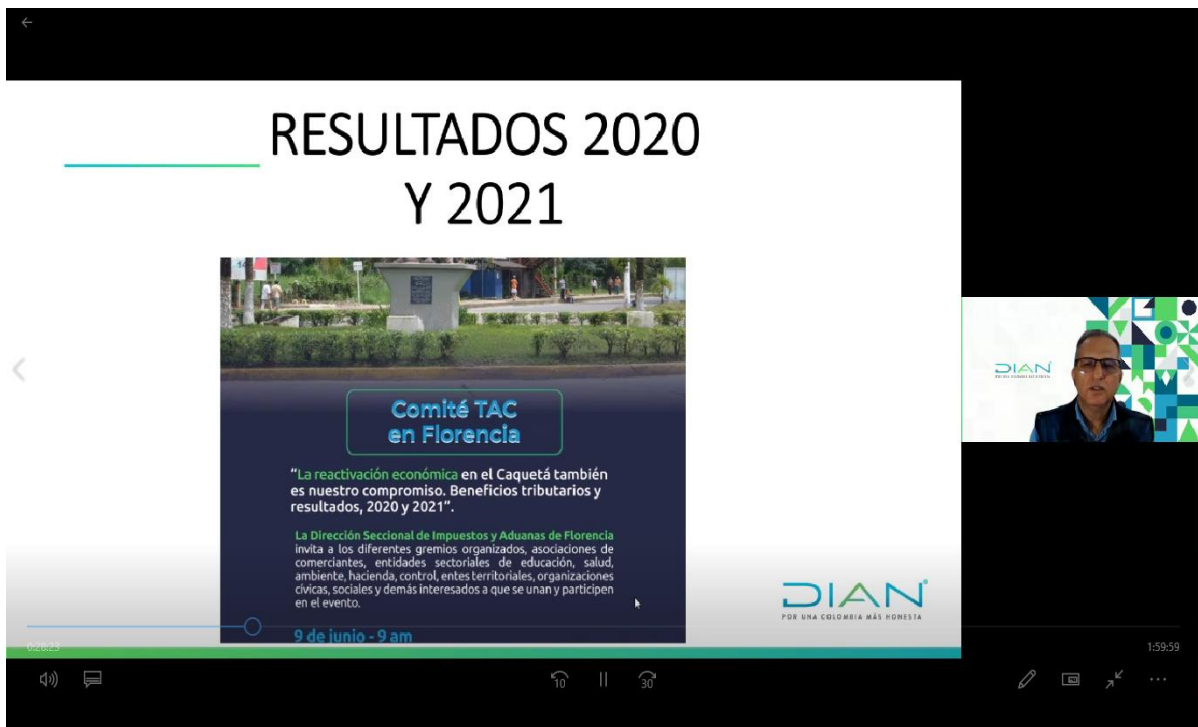 RESULTADOS 2020
Y 2021
Comité TAC
en Florencia
"La reactivación económica en el Caquetá también
es nuestro compromiso. Beneficios tributarios y
resultados, 2020 y 2021".
La Dirección Seccional de Impuestos y Aduanas de Florencia
invita a los diferentes gremios organizados, asociaciones de
comerciantes, entidades sectoriales de educación, salud,
ambiente, hacienda, control, entes territoriales, organizaciones
cívicas, sociales y demás interesados a que se unan y participen
en el evento.
9 de junio - 9 am
DIAN
POR UNA COLOMBIA MÁS HONESTA
DIAN
0:28:23
1:59:59
10
30